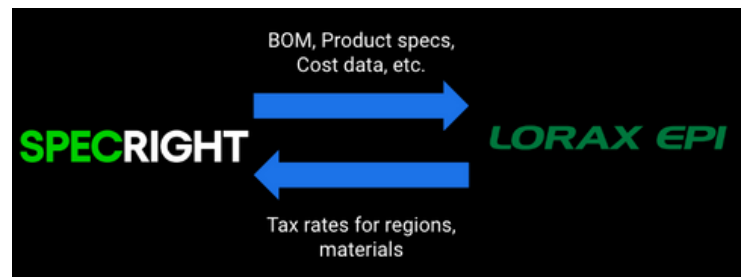 BOM, Product specs,
Cost data, etc.
SPECRIGHT
LORAX EPI
Tax rates for regions,
materials